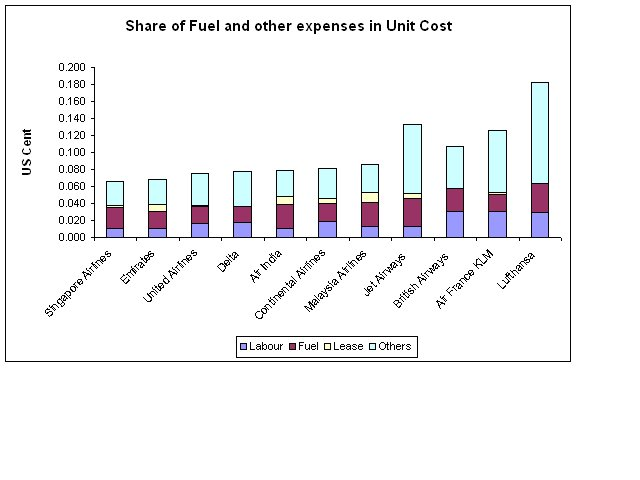 Share of Fuel and other expenses in Unit Cost
US Cent
0.200
0.180
0.160
0.140
0.120
0.100
0.080
0.060
0.040
0.020
0.000
Singapore Airlines
Emirates
United Airlines
Delta
Air India
Continental Airlines
Malaysia Airlines
Jet Airways
British Airways
Air France KLM
Lufthansa
Labour Fuel Lease Others